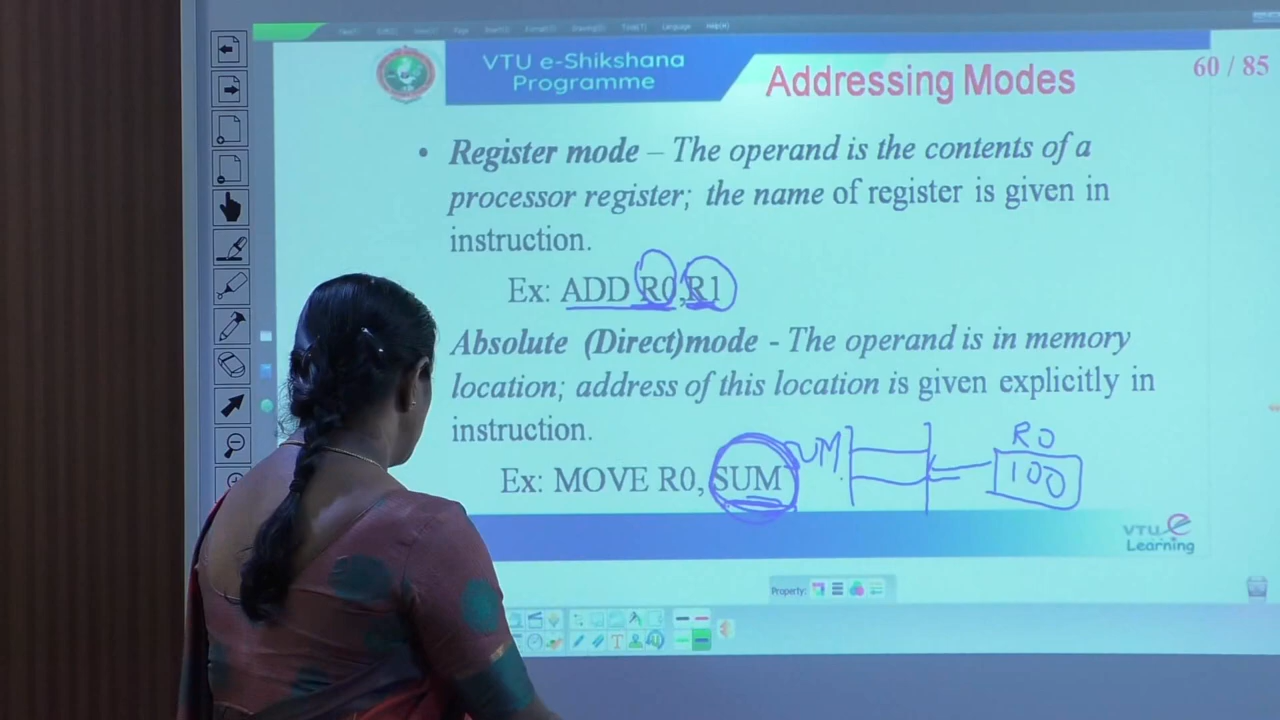 VTU e-Shikshana
Programme
Addressing Modes
60 / 85
• Register mode – The operand is the contents of a
processor register; the name of register is given in
instruction.
Ex: ADD R0,R1
Absolute (Direct)mode - The operand is in memory
location; address of this location is given explicitly in
instruction.
Ex: MOVE R0, SUM
SUM
R0
100
VTU e
Learning
Property: